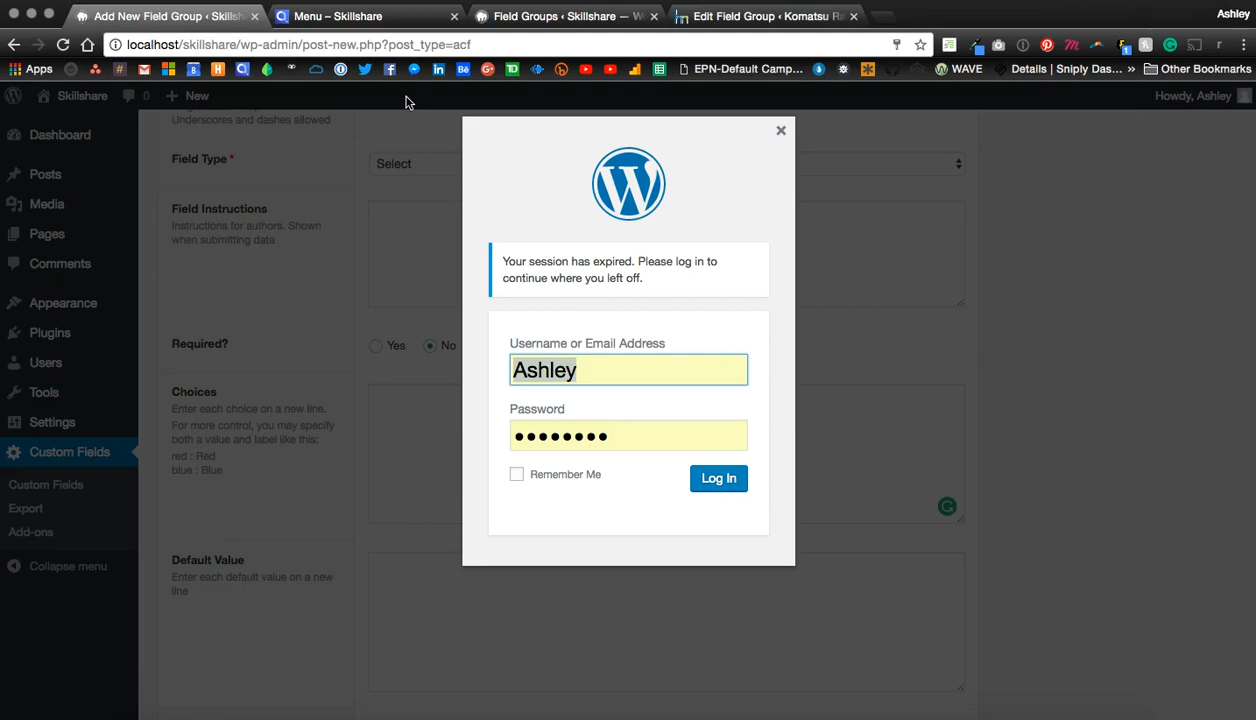 Add New Field Group ‹ Skillsh
Menu – Skillshare
Field Groups ‹ Skillshare — W
Edit Field Group ‹ Komatsu Ra
Ashley
localhost/skillshare/wp-admin/post-new.php?post_type=acf
Apps
EPN-Default Camp...
WAVE
Details | Sniply Das...
»
Other Bookmarks
Skillshare
0
New
Howdy, Ashley
Dashboard
Posts
Media
Pages
Comments
Appearance
Plugins
Users
Tools
Settings
Custom Fields
Custom Fields
Export
Add-ons
Collapse menu
Underscores and dashes allowed
Field Type *
Select
Field Instructions
Instructions for authors. Shown
when submitting data
Required?
Yes
No
Choices
Enter each choice on a new line.
For more control, you may specify
both a value and label like this:
red : Red
blue : Blue
Default Value
Enter each default value on a new
line
Your session has expired. Please log in to
continue where you left off.
Username or Email Address
Ashley
Password
Remember Me
Log In